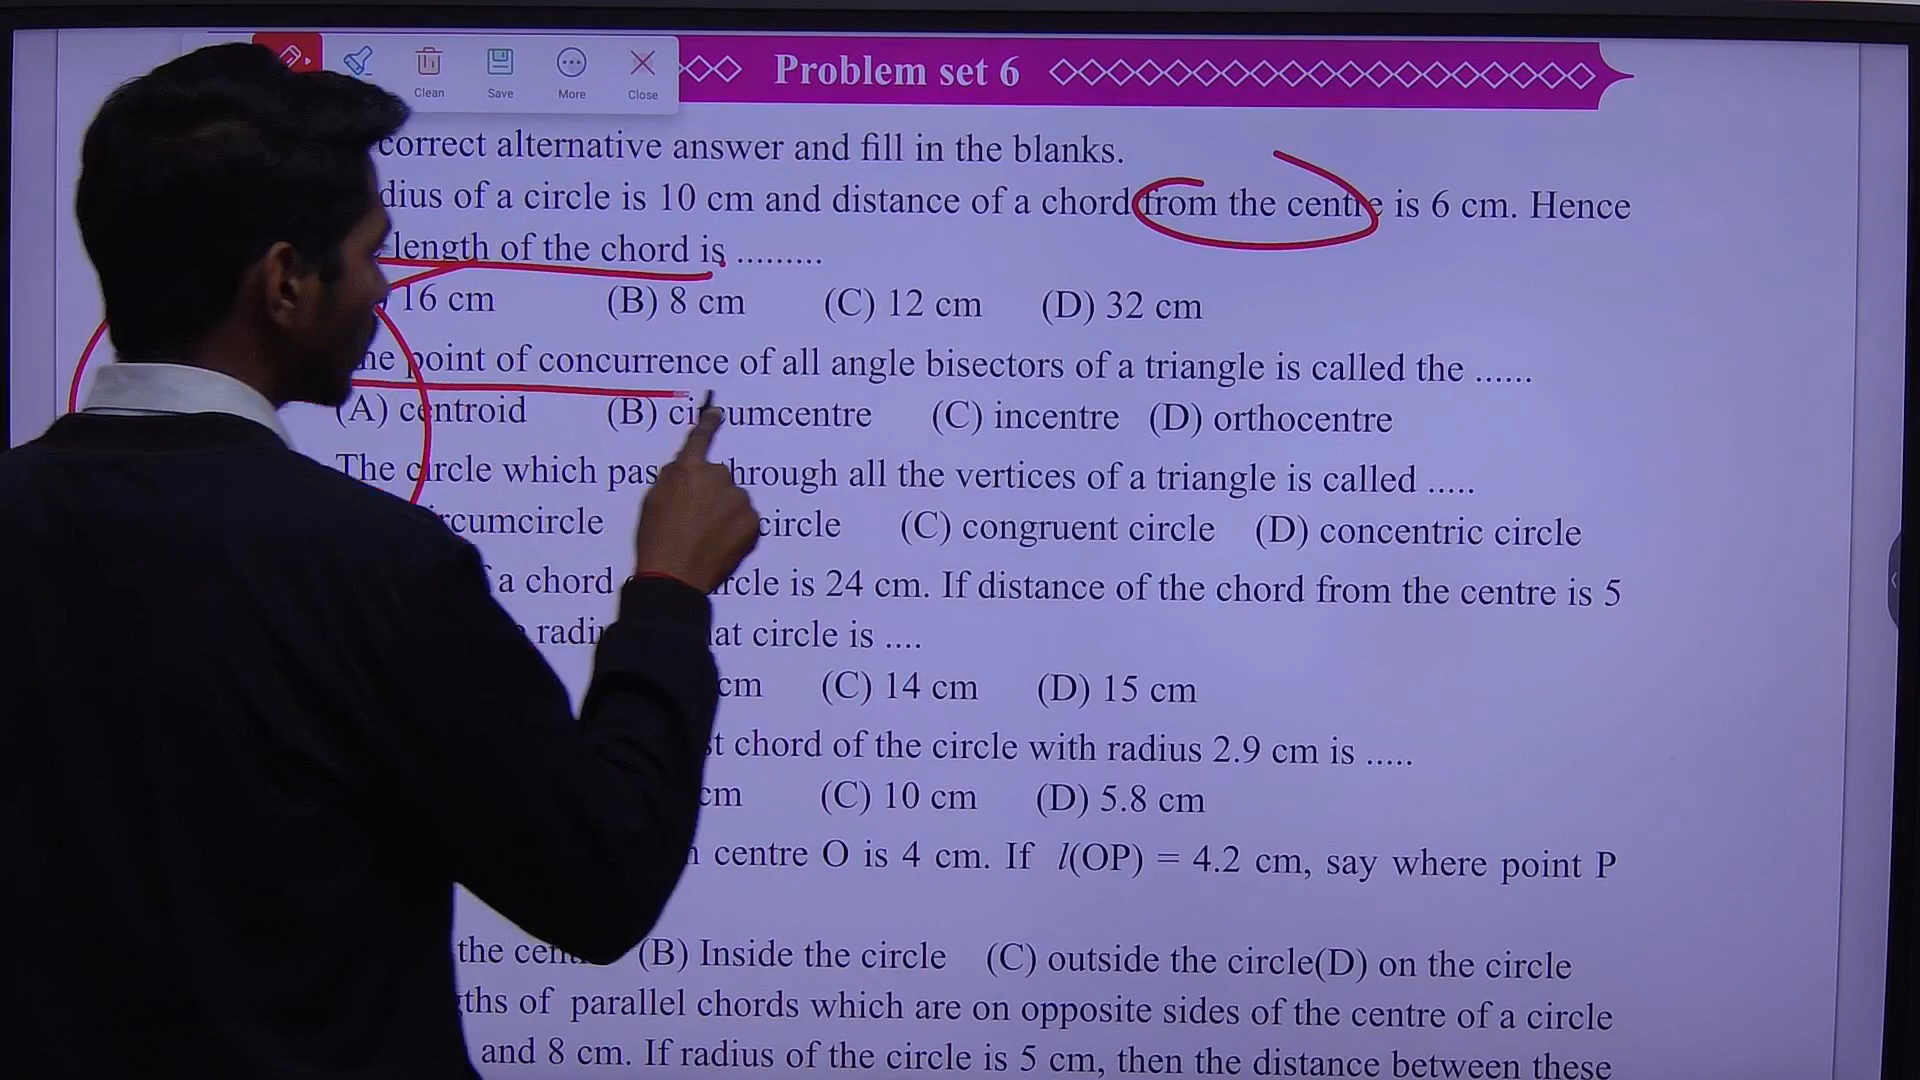 Clean Save More Close
Problem set 6
correct alternative answer and fill in the blanks.
dius of a circle is 10 cm and distance of a chord from the centre is 6 cm. Hence
length of the chord is .........
16 cm (B) 8 cm (C) 12 cm (D) 32 cm
he point of concurrence of all angle bisectors of a triangle is called the ......
(A) centroid (B) circumcentre (C) incentre (D) orthocentre
The circle which pas hrough all the vertices of a triangle is called .....
rcumcircle circle (C) congruent circle (D) concentric circle
a chord rcle is 24 cm. If distance of the chord from the centre is 5
radi at circle is ....
cm (C) 14 cm (D) 15 cm
st chord of the circle with radius 2.9 cm is .....
cm (C) 10 cm (D) 5.8 cm
centre O is 4 cm. If l(OP) = 4.2 cm, say where point P
the cen (B) Inside the circle (C) outside the circle(D) on the circle
gths of parallel chords which are on opposite sides of the centre of a circle
and 8 cm. If radius of the circle is 5 cm, then the distance between these